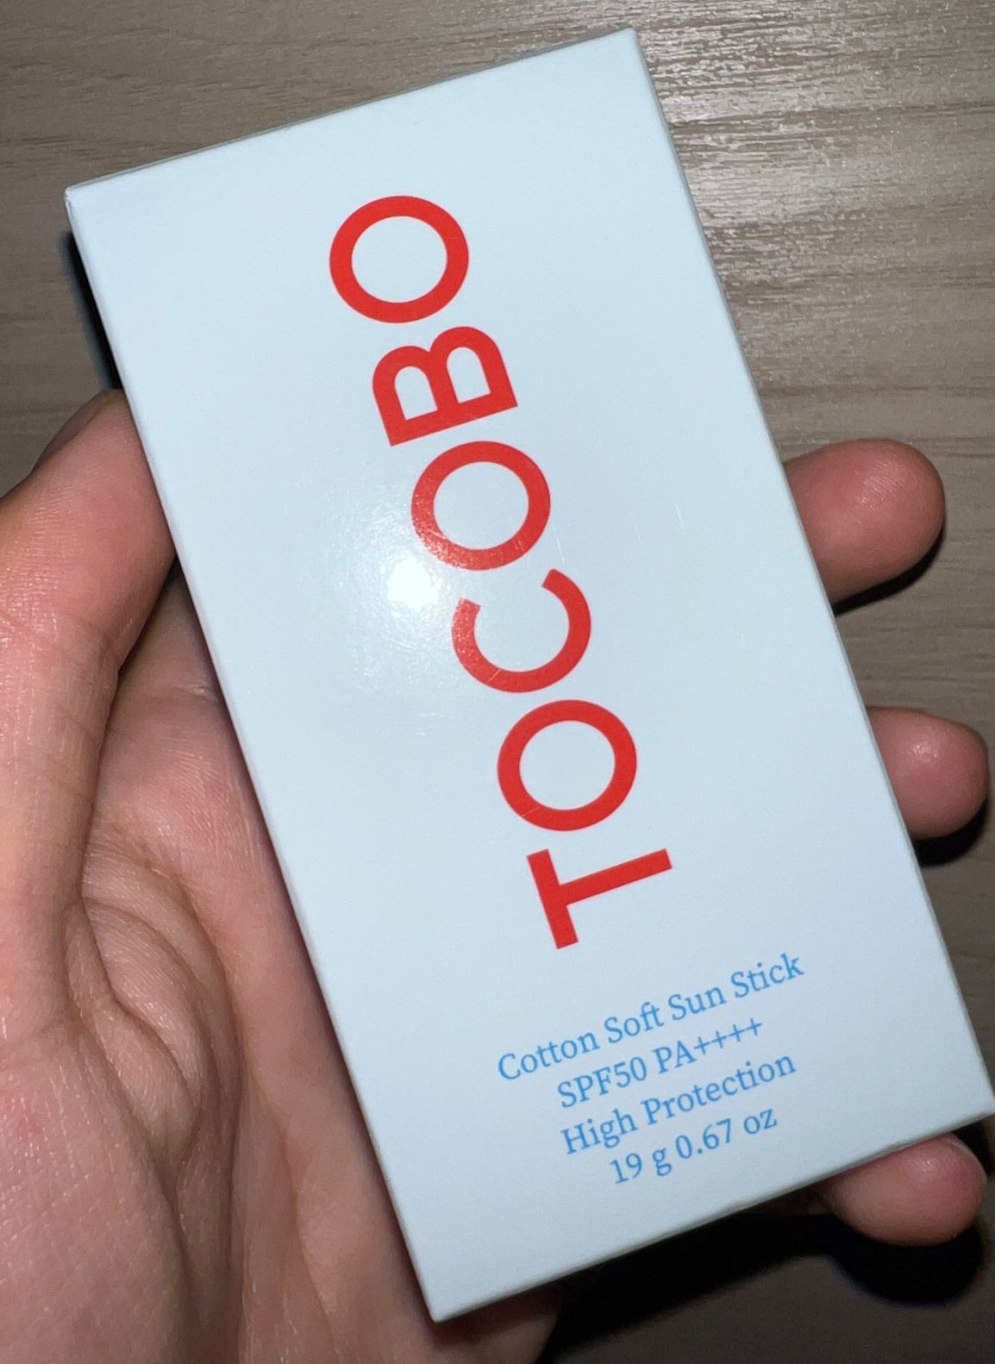 TOCOBO
Cotton Soft Sun Stick
SPF50 PA++++
High Protection
19 g 0.67 oz